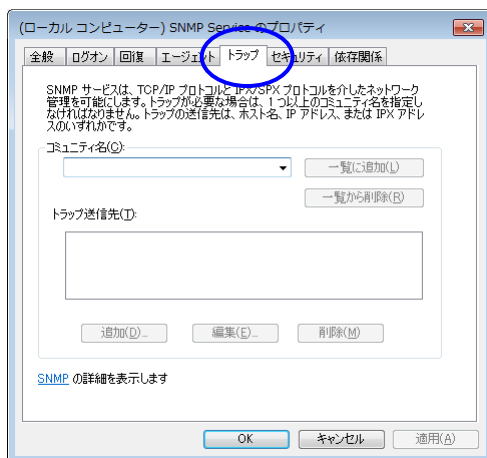 (ローカル コンピューター) SNMP Service のプロパティ
全般 ログオン 回復 エージェント トラップ セキュリティ 依存関係
SNMP サービスは、TCP/IP プロトコルと IPX/SPX プロトコルを介したネットワーク
管理を可能にします。トラップが必要な場合は、1 つ以上のコミュニティ名を指定し
なければなりません。トラップの送信先は、ホスト名、IP アドレス、または IPX アドレ
スのいずれかです。
コミュニティ名(C):
一覧に追加(L)
一覧から削除(R)
トラップ送信先(T):
追加(D)... 編集(E)... 削除(M)
SNMP の詳細を表示します
OK キャンセル 適用(A)